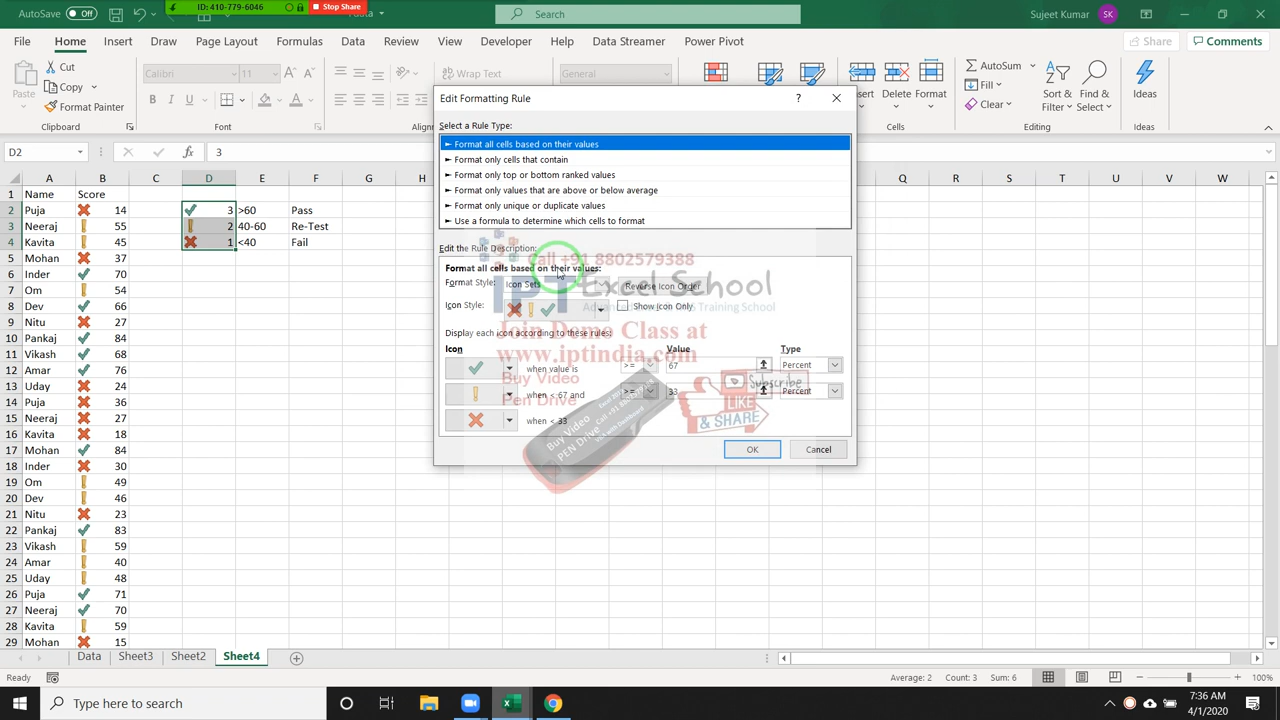 AutoSave Off
ID: 410-779-6046 Stop Share
Search
Sujeet Kumar SK
File Home Insert Draw Page Layout Formulas Data Review View Developer Help Data Streamer Power Pivot Share Comments
Paste Cut Copy Format Painter
Calibri 11 B I U Wrap Text General
Delete Format AutoSum Fill Clear Sort & Filter Find & Select Ideas
Clipboard Font Cells Editing Ideas
D2 fx 3
A B C D E F G H Q R S T U V W
1 Name Score
2 Puja 14 3 >60 Pass
3 Neeraj 55 2 40-60 Re-Test
4 Kavita 45 1 <40 Fail
5 Mohan 37
6 Inder 70
7 Om 54
8 Dev 66
9 Nitu 27
10 Pankaj 84
11 Vikash 68
12 Amar 76
13 Uday 24
14 Puja 36
15 Neeraj 27
16 Kavita 18
17 Mohan 84
18 Inder 30
19 Om 49
20 Dev 46
21 Nitu 23
22 Pankaj 83
23 Vikash 59
24 Amar 40
25 Uday 48
26 Puja 71
27 Neeraj 70
28 Kavita 59
29 Mohan 15
Edit Formatting Rule ?
Select a Rule Type:
► Format all cells based on their values
► Format only cells that contain
► Format only top or bottom ranked values
► Format only values that are above or below average
► Format only unique or duplicate values
► Use a formula to determine which cells to format
Edit the Rule Description:
Format all cells based on their values:
Format Style: Icon Sets Reverse Icon Order
Icon Style: Show Icon Only
Display each icon according to these rules:
Icon Value Type
when value is >= 67 Percent
when < 67 and >= 33 Percent
when < 33
OK Cancel
Call +91 8802579388
ipt Excel School
Join Demo Class at
www.iptindia.com
Buy Video
Pen Drive
Buy Video
PEN Drive
Subscribe
LIKE
& SHARE
Data Sheet3 Sheet2 Sheet4
Ready Average: 2 Count: 3 Sum: 6 100%
Type here to search
7:36 AM
4/1/2020